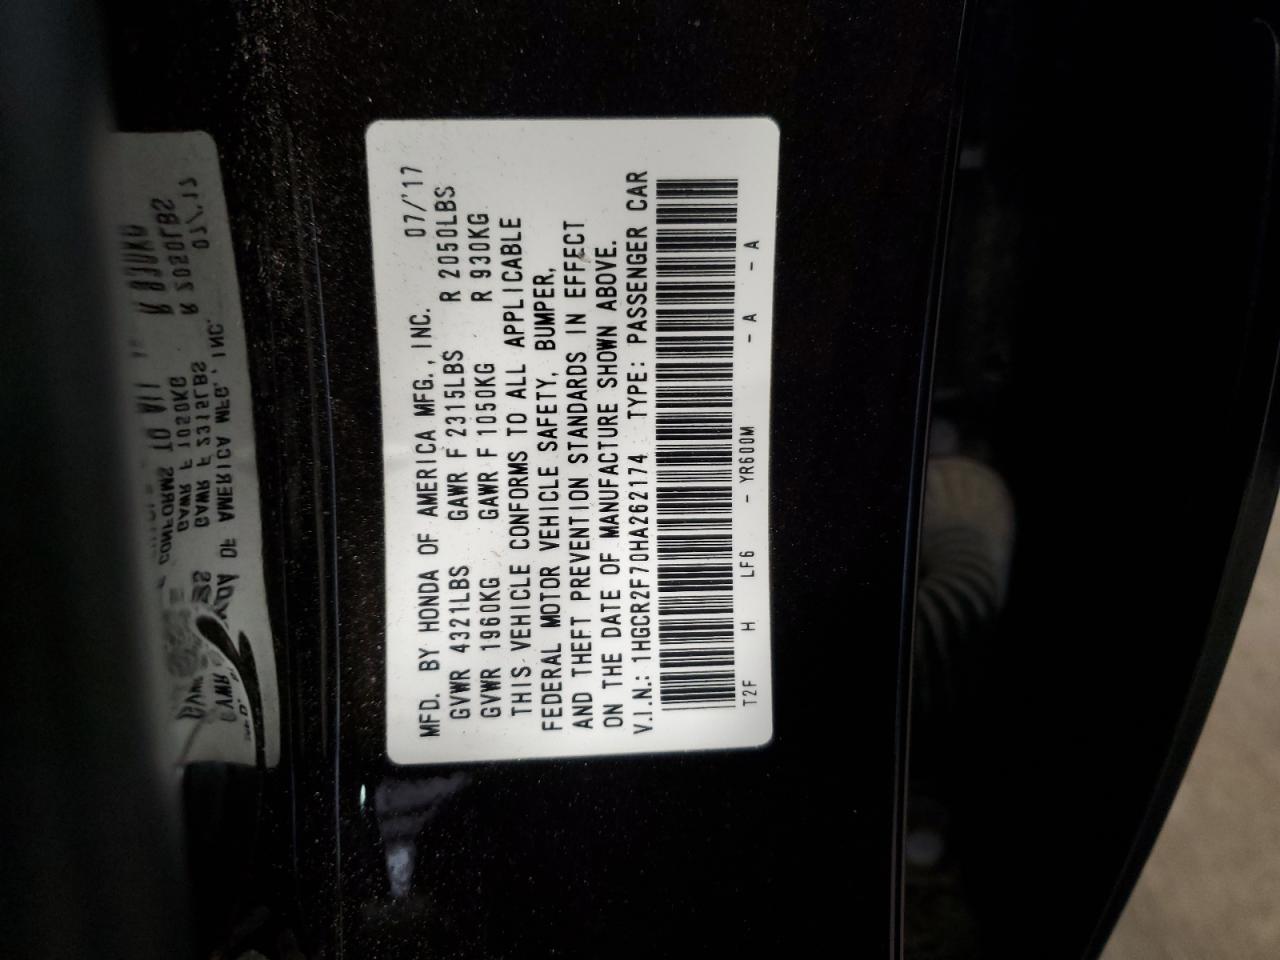 MFD. BY HONDA OF AMERICA MFG., INC. 07/'17
GVWR 4321LBS GAWR F 2315LBS R 2050LBS
GVWR 1960KG GAWR F 1050KG R 930KG
THIS VEHICLE CONFORMS TO ALL APPLICABLE
FEDERAL MOTOR VEHICLE SAFETY, BUMPER,
AND THEFT PREVENTION STANDARDS IN EFFECT
ON THE DATE OF MANUFACTURE SHOWN ABOVE.
V.I.N.: 1HGCR2F70HA262174 TYPE: PASSENGER CAR
T2F H LF6 - YR600M - A - A